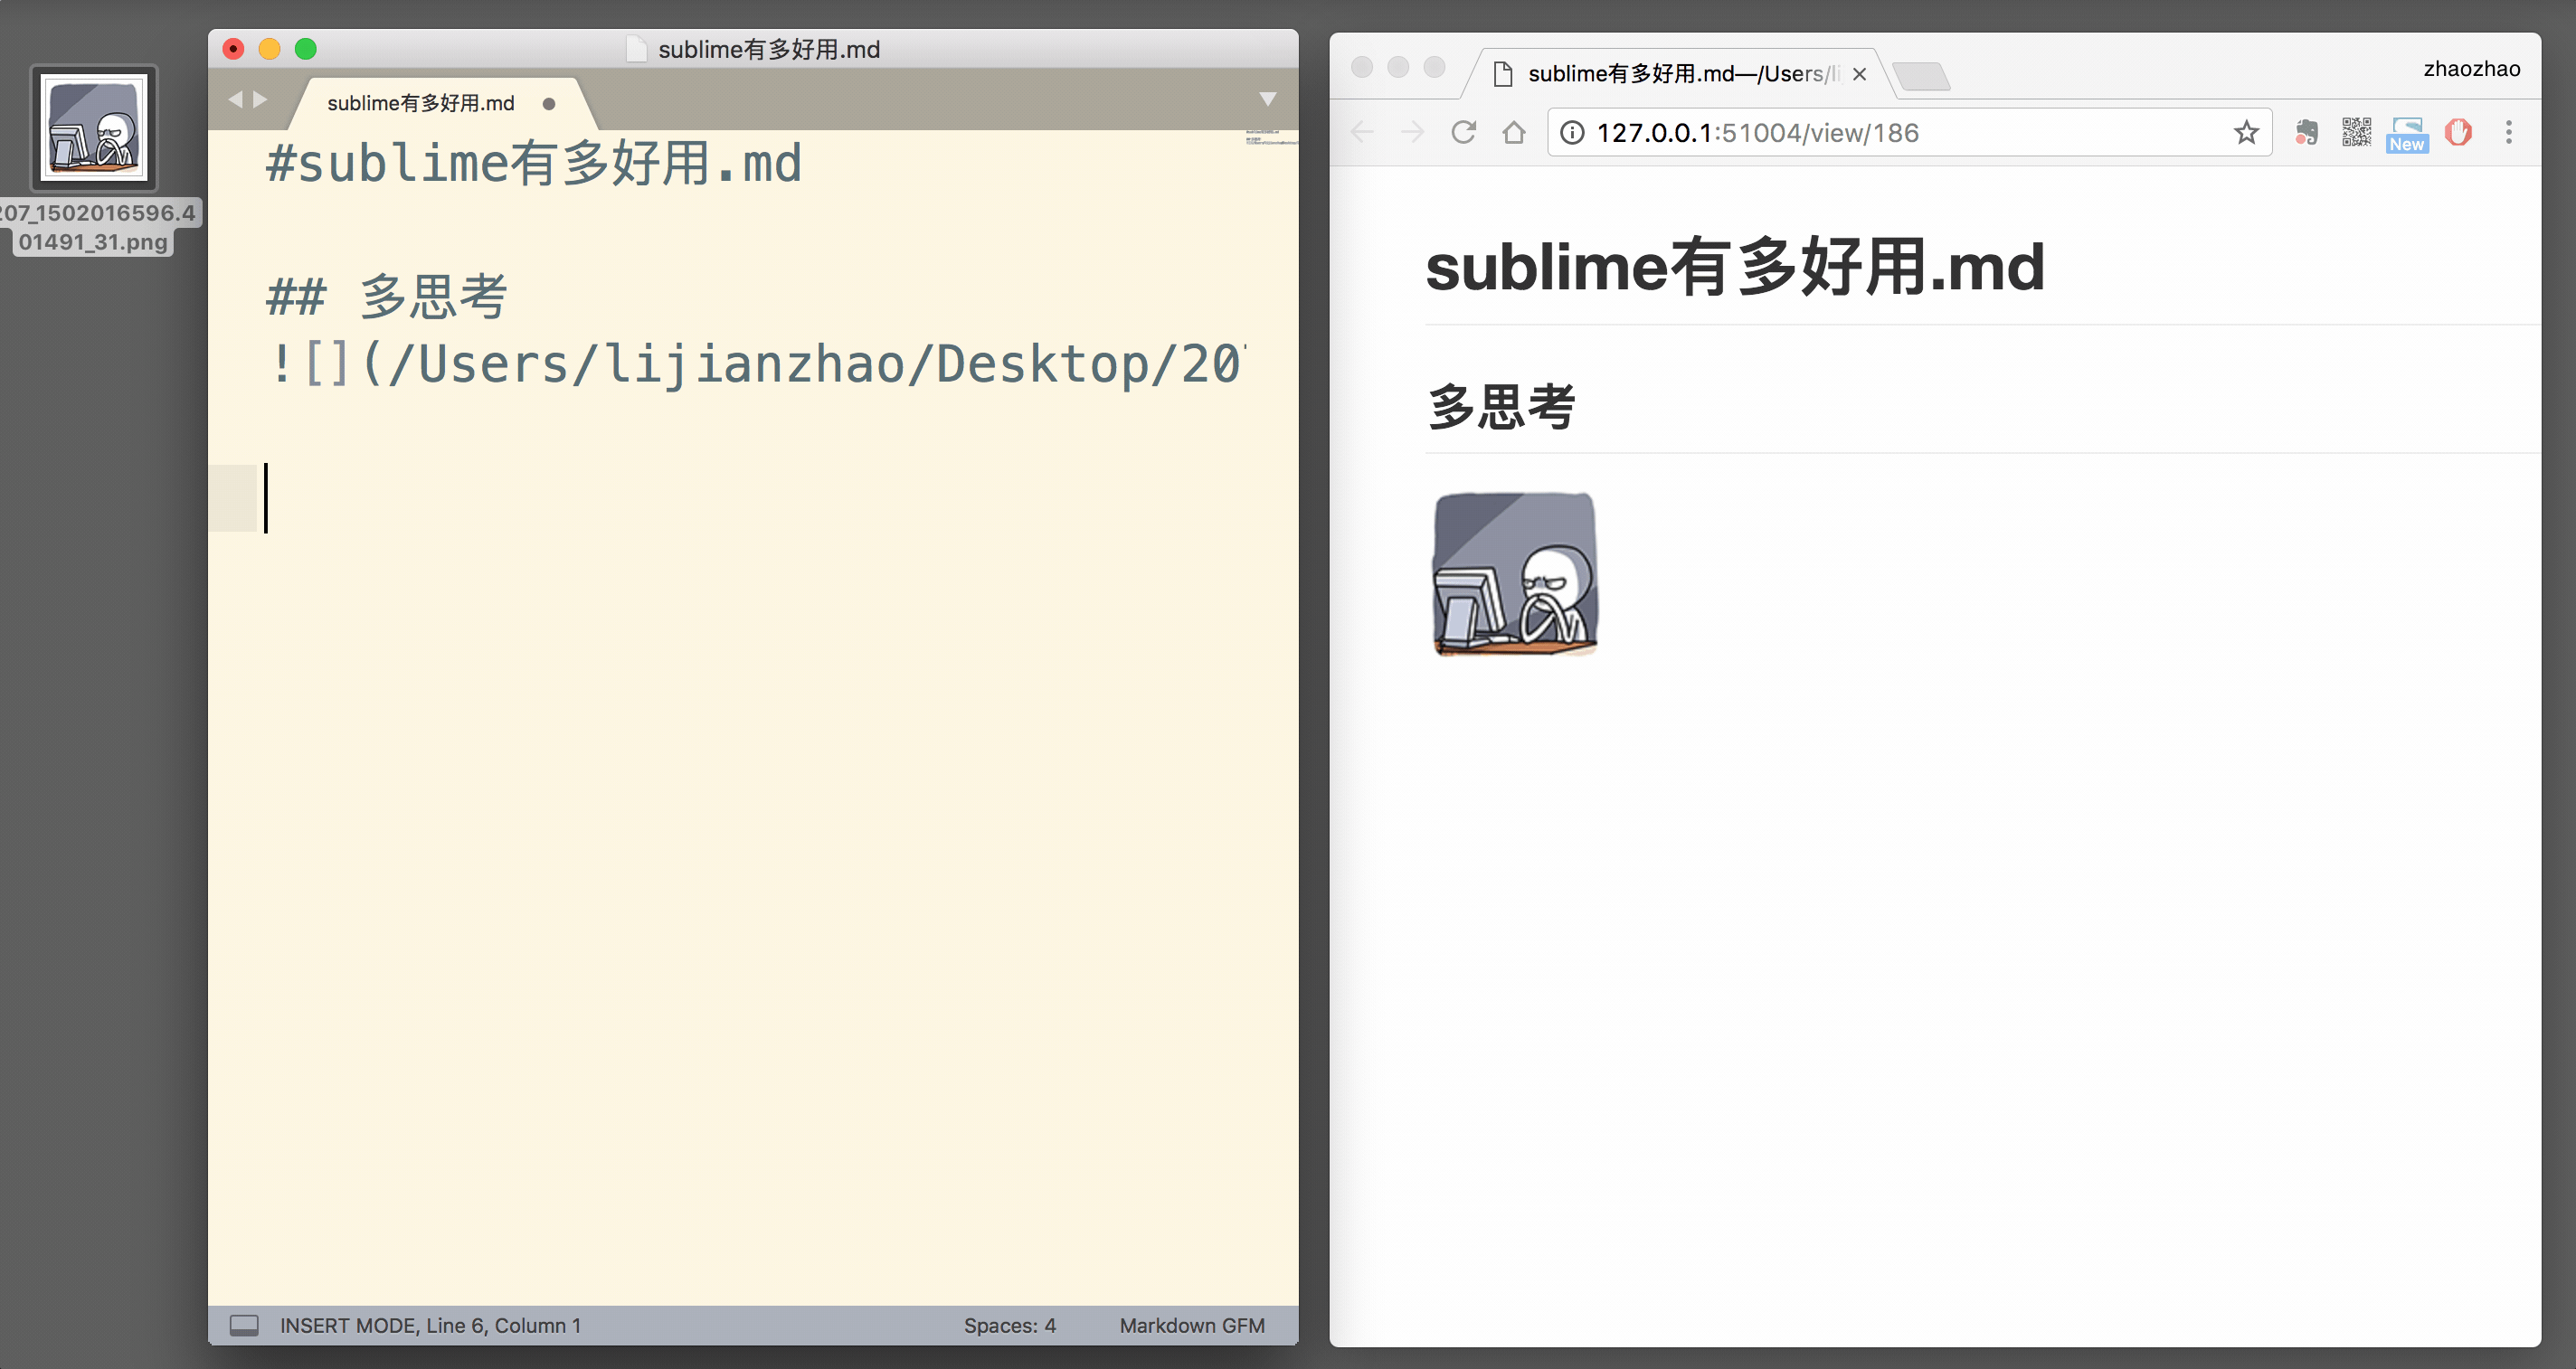 207_1502016596.4
01491_31.png
sublime有多好用.md
sublime有多好用.md
#sublime有多好用.md
## 多思考
![](/Users/lijianzhao/Desktop/20
INSERT MODE, Line 6, Column 1
Spaces: 4
Markdown GFM
sublime有多好用.md—/Users/li
zhaozhao
127.0.0.1:51004/view/186
New
sublime有多好用.md
多思考